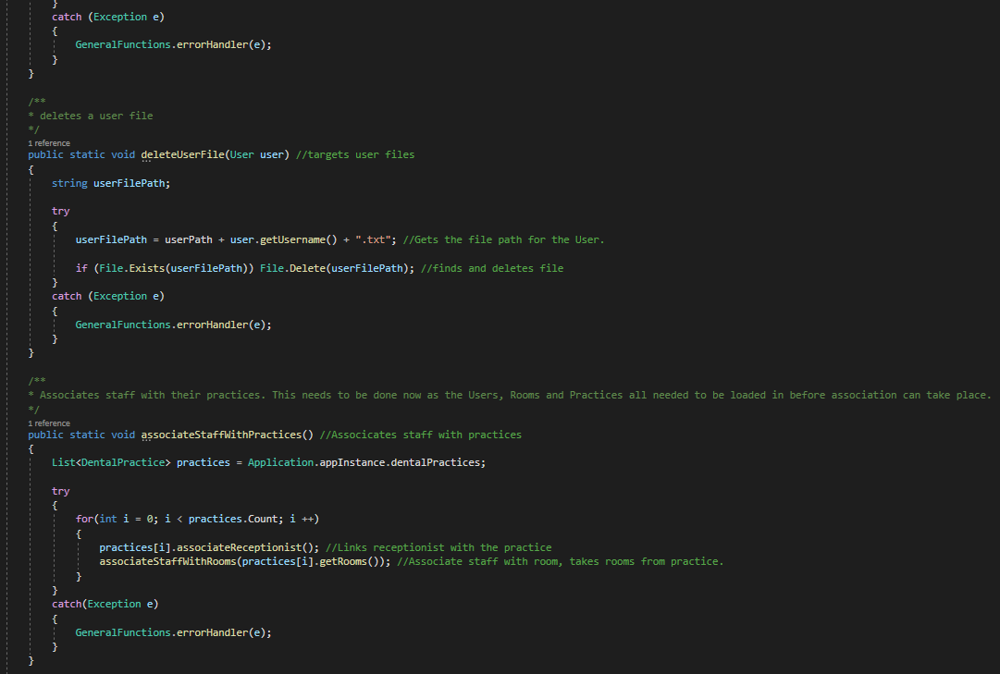 }
catch (Exception e)
{
GeneralFunctions.errorHandler(e);
}
}
/**
* deletes a user file
*/
1 reference
public static void deleteUserFile(User user) //targets user files
{
string userFilePath;
try
{
userFilePath = userPath + user.getUsername() + ".txt"; //Gets the file path for the User.
if (File.Exists(userFilePath)) File.Delete(userFilePath); //finds and deletes file
}
catch (Exception e)
{
GeneralFunctions.errorHandler(e);
}
}
/**
* Associates staff with their practices. This needs to be done now as the Users, Rooms and Practices all needed to be loaded in before association can take place.
*/
1 reference
public static void associateStaffWithPractices() //Associcates staff with practices
{
List<DentalPractice> practices = Application.appInstance.dentalPractices;
try
{
for(int i = 0; i < practices.Count; i ++)
{
practices[i].associateReceptionist(); //Links receptionist with the practice
associateStaffWithRooms(practices[i].getRooms()); //Associate staff with room, takes rooms from practice.
}
}
catch(Exception e)
{
GeneralFunctions.errorHandler(e);
}
}